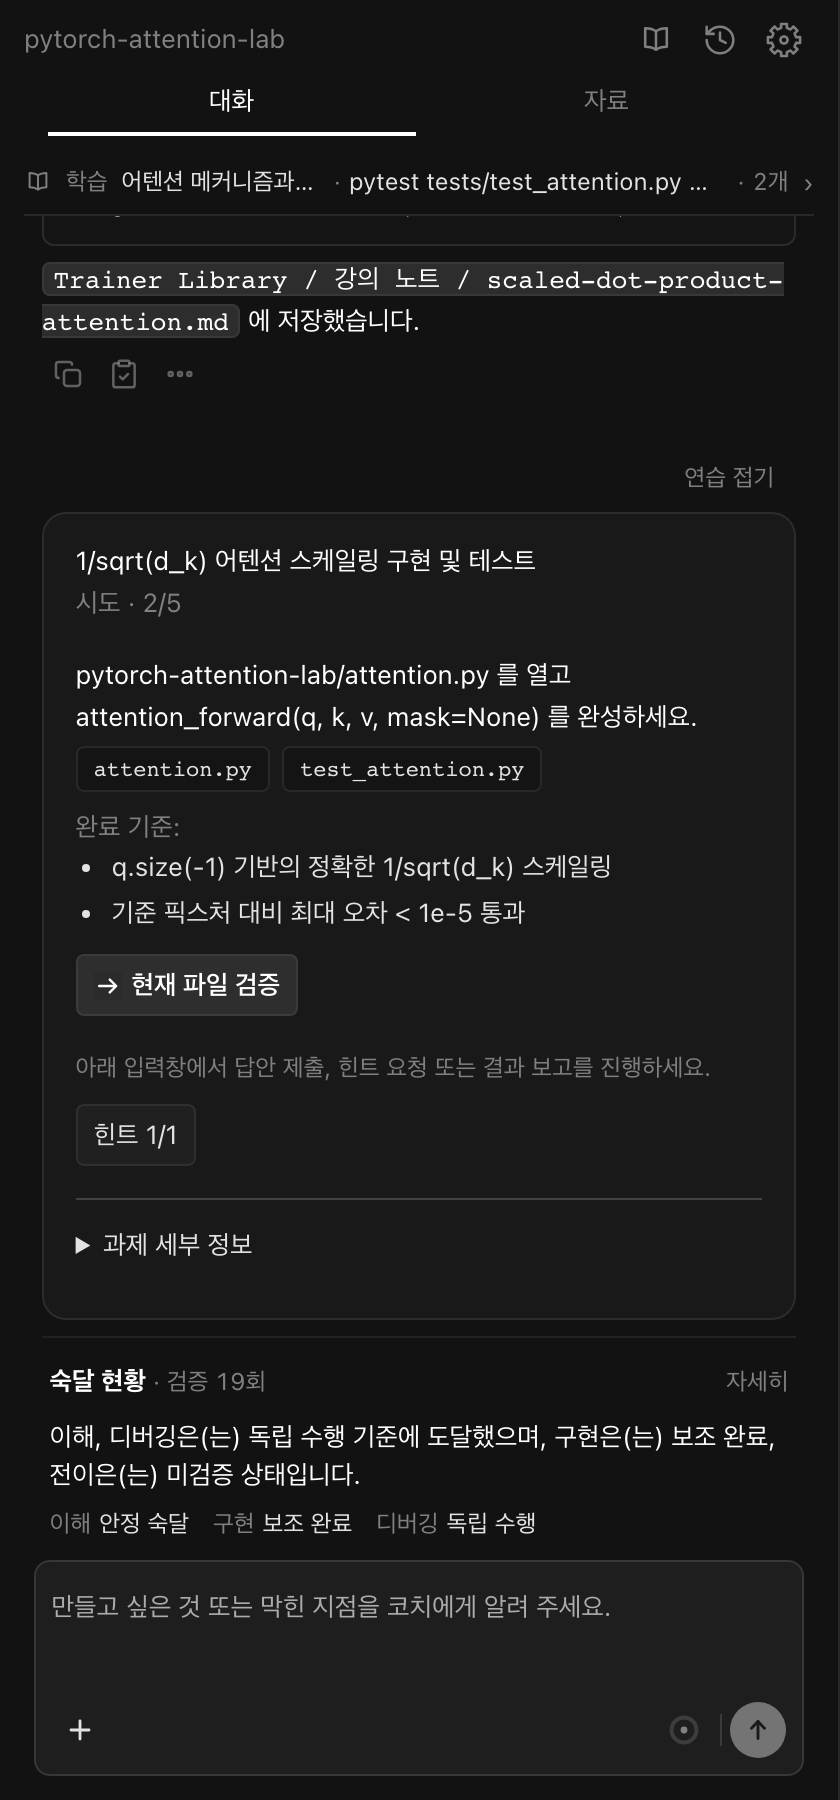 pytorch-attention-lab
대화
자료
학습 어텐션 메커니즘과... · pytest tests/test_attention.py ... · 2개 ›
Trainer Library / 강의 노트 / scaled-dot-product-
attention.md 에 저장했습니다.
연습 접기
1/sqrt(d_k) 어텐션 스케일링 구현 및 테스트
시도 · 2/5
pytorch-attention-lab/attention.py 를 열고
attention_forward(q, k, v, mask=None) 를 완성하세요.
attention.py test_attention.py
완료 기준:
• q.size(-1) 기반의 정확한 1/sqrt(d_k) 스케일링
• 기준 픽스처 대비 최대 오차 < 1e-5 통과
→ 현재 파일 검증
아래 입력창에서 답안 제출, 힌트 요청 또는 결과 보고를 진행하세요.
힌트 1/1
▶ 과제 세부 정보
숙달 현황 · 검증 19회 자세히
이해, 디버깅은(는) 독립 수행 기준에 도달했으며, 구현은(는) 보조 완료,
전이은(는) 미검증 상태입니다.
이해 안정 숙달 구현 보조 완료 디버깅 독립 수행
만들고 싶은 것 또는 막힌 지점을 코치에게 알려 주세요.